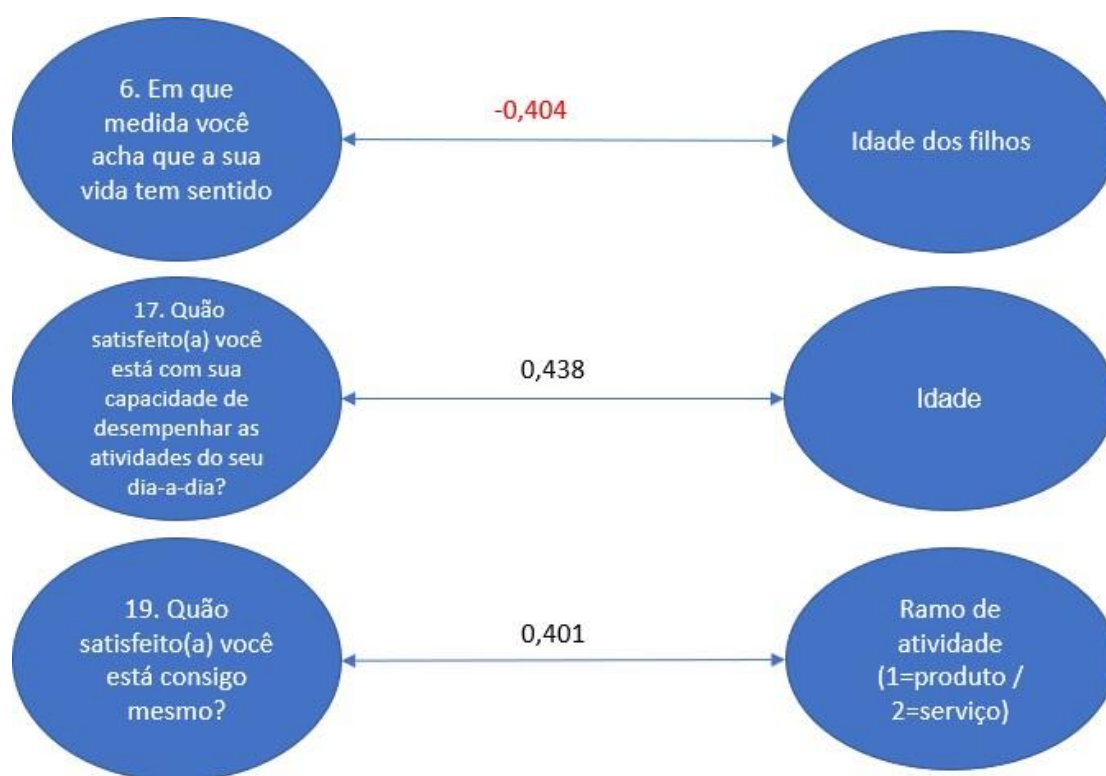 6. Em que
medida você
acha que a sua
vida tem sentido
-0,404
Idade dos filhos
17. Quão
satisfeito(a) você
está com sua
capacidade de
desempenhar as
atividades do seu
dia-a-dia?
0,438
Idade
19. Quão
satisfeito(a) você
está consigo
mesmo?
0,401
Ramo de
atividade
(1=produto /
2=serviço)